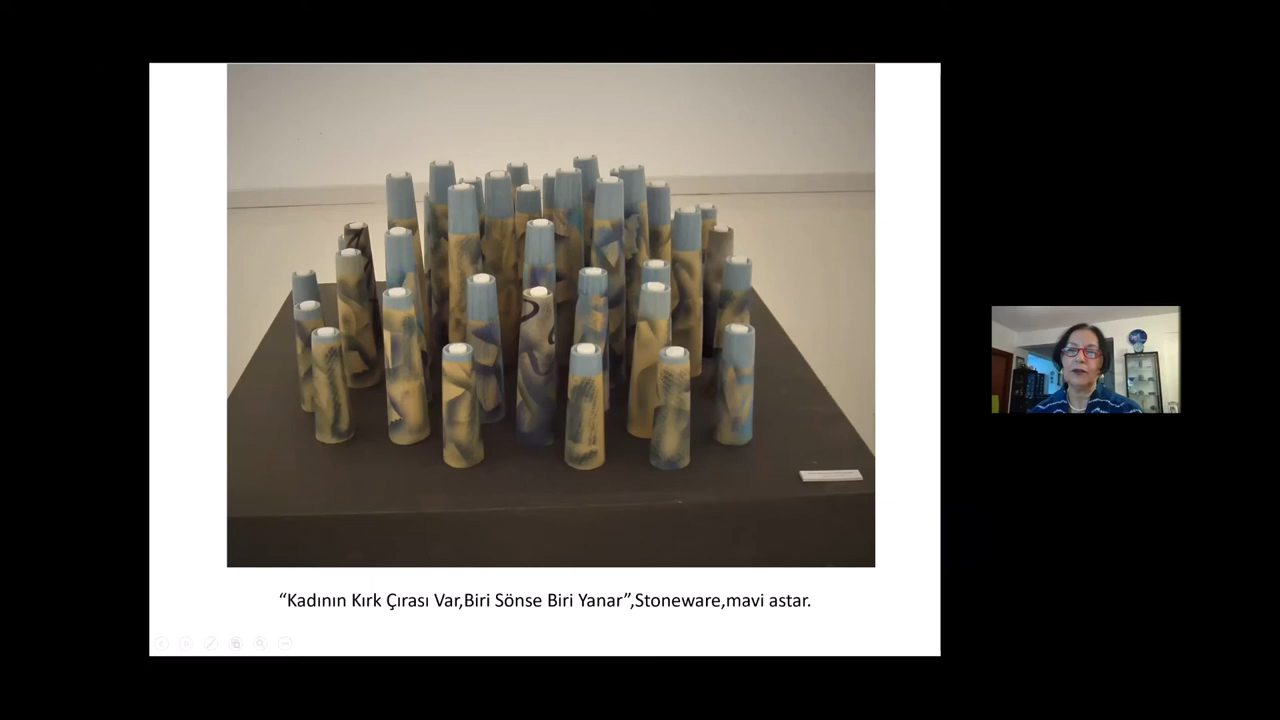 “Kadının Kırk Çırası Var,Biri Sönse Biri Yanar”,Stoneware,mavi astar.